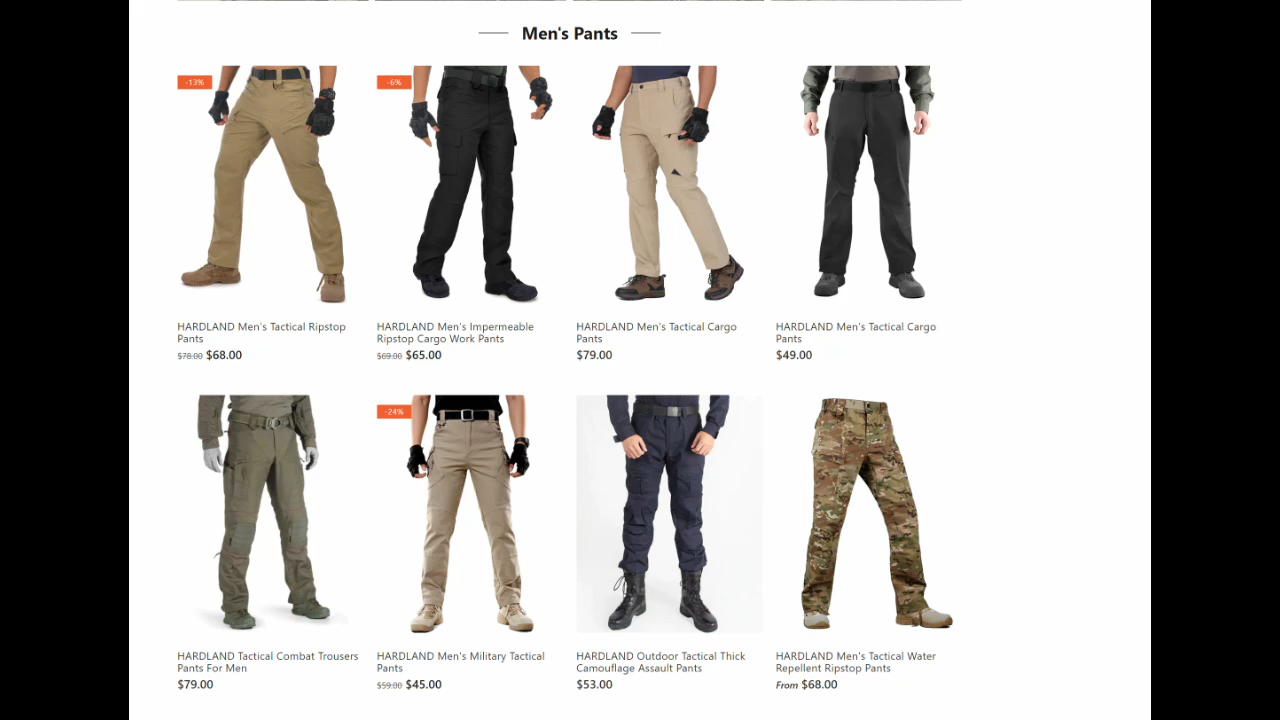 Men's Pants
-13%
-6%
HARDLAND Men's Tactical Ripstop
Pants
$78.00 $68.00
HARDLAND Men's Impermeable
Ripstop Cargo Work Pants
$69.00 $65.00
HARDLAND Men's Tactical Cargo
Pants
$79.00
HARDLAND Men's Tactical Cargo
Pants
$49.00
-24%
HARDLAND Tactical Combat Trousers
Pants For Men
$79.00
HARDLAND Men's Military Tactical
Pants
$59.00 $45.00
HARDLAND Outdoor Tactical Thick
Camouflage Assault Pants
$53.00
HARDLAND Men's Tactical Water
Repellent Ripstop Pants
From $68.00